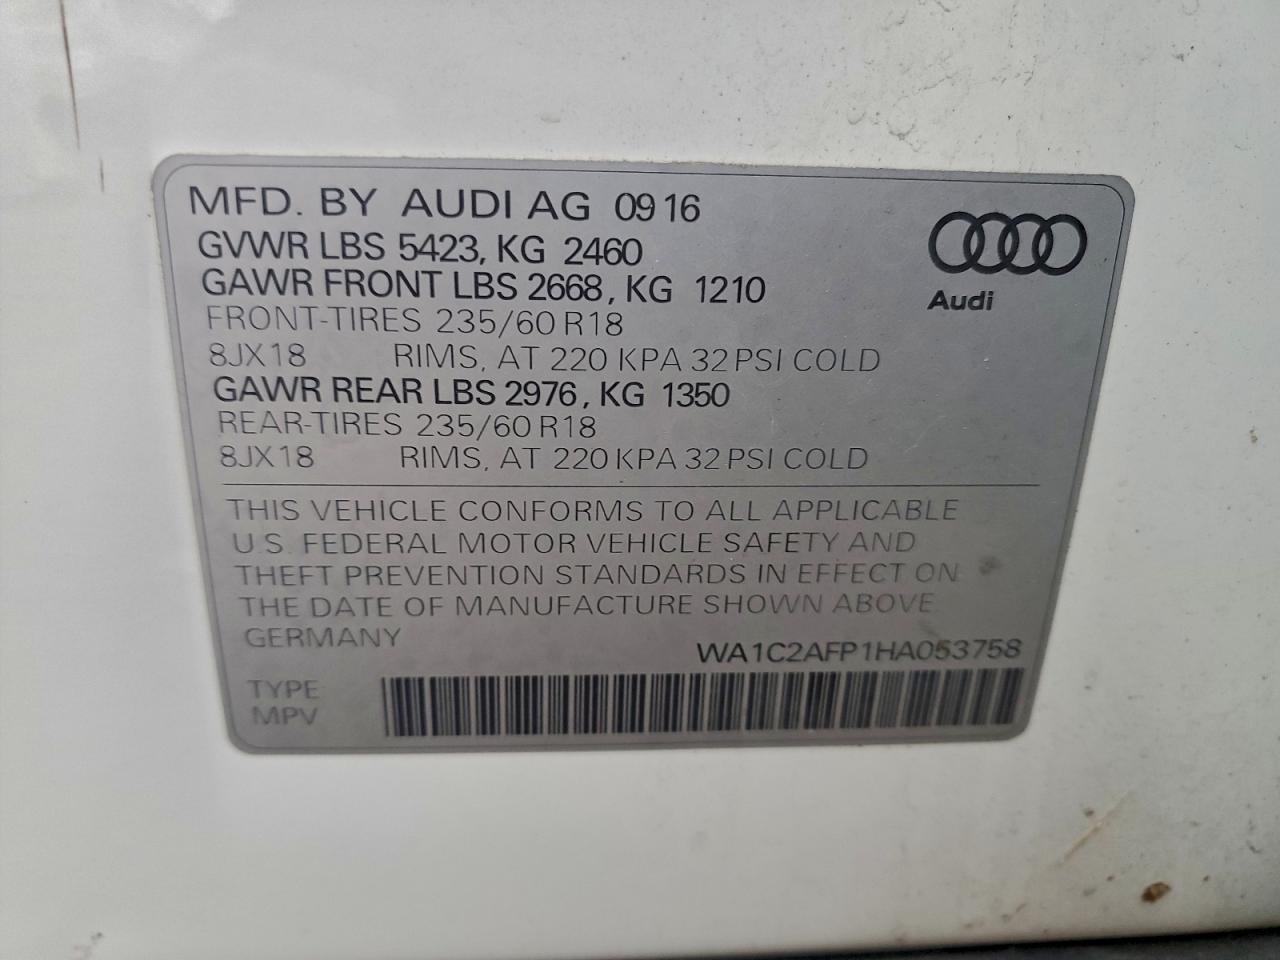 MFD. BY AUDI AG 0916
GVWR LBS 5423, KG 2460
GAWR FRONT LBS 2668, KG 1210
FRONT-TIRES 235/60 R18
8JX18 RIMS, AT 220 KPA 32 PSI COLD
GAWR REAR LBS 2976, KG 1350
REAR-TIRES 235/60 R18
8JX18 RIMS, AT 220 KPA 32 PSI COLD
Audi
THIS VEHICLE CONFORMS TO ALL APPLICABLE
U.S. FEDERAL MOTOR VEHICLE SAFETY AND
THEFT PREVENTION STANDARDS IN EFFECT ON
THE DATE OF MANUFACTURE SHOWN ABOVE
GERMANY
WA1C2AFP1HA053758
TYPE
MPV